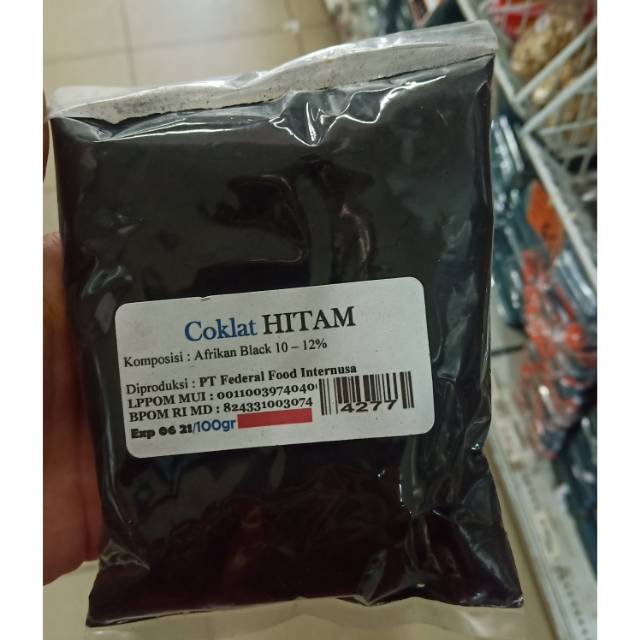 Coklat HITAM
Komposisi : Afrikan Black 10 – 12%
Diproduksi : PT Federal Food Internusa
LPPOM MUI : 0011003974040
BPOM RI MD : 824331003074
4277
Exp 06 21/100gr